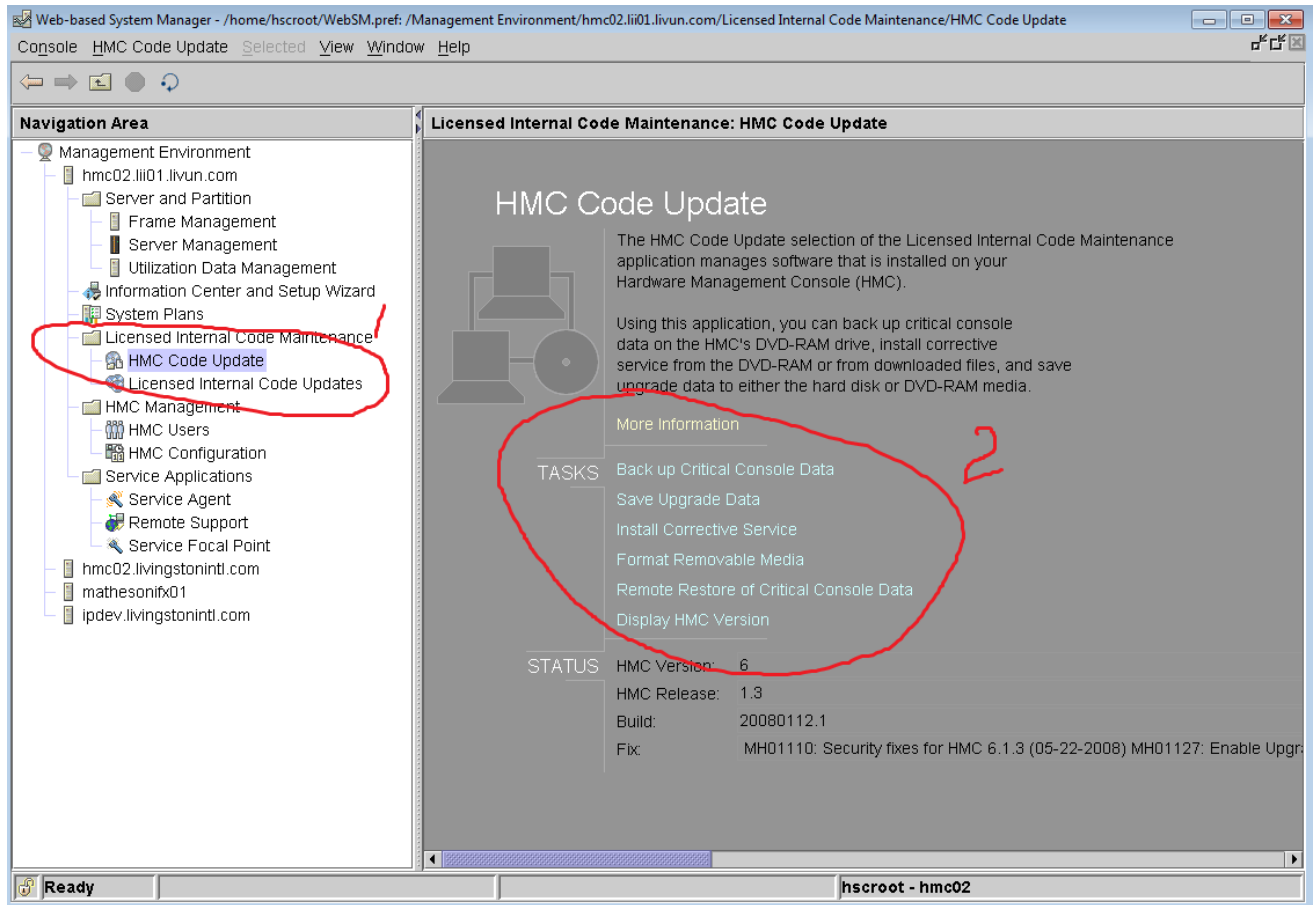 Web-based System Manager - /home/hscroot/WebSM.pref: /Management Environment/hmc02.lii01.livun.com/Licensed Internal Code Maintenance/HMC Code Update
Console HMC Code Update Selected View Window Help
Navigation Area
Management Environment
hmc02.lii01.livun.com
Server and Partition
Frame Management
Server Management
Utilization Data Management
Information Center and Setup Wizard
System Plans
Licensed Internal Code Maintenance
1
HMC Code Update
Licensed Internal Code Updates
HMC Management
HMC Users
HMC Configuration
Service Applications
Service Agent
Remote Support
Service Focal Point
hmc02.livingstonintl.com
mathesonifx01
ipdev.livingstonintl.com
Licensed Internal Code Maintenance: HMC Code Update
HMC Code Update
The HMC Code Update selection of the Licensed Internal Code Maintenance
application manages software that is installed on your
Hardware Management Console (HMC).
Using this application, you can back up critical console
data on the HMC's DVD-RAM drive, install corrective
service from the DVD-RAM or from downloaded files, and save
upgrade data to either the hard disk or DVD-RAM media.
More Information
2
TASKS Back up Critical Console Data
Save Upgrade Data
Install Corrective Service
Format Removable Media
Remote Restore of Critical Console Data
Display HMC Version
STATUS HMC Version: 6
HMC Release: 1.3
Build: 20080112.1
Fix: MH01110: Security fixes for HMC 6.1.3 (05-22-2008) MH01127: Enable Upgr
Ready
hscroot - hmc02